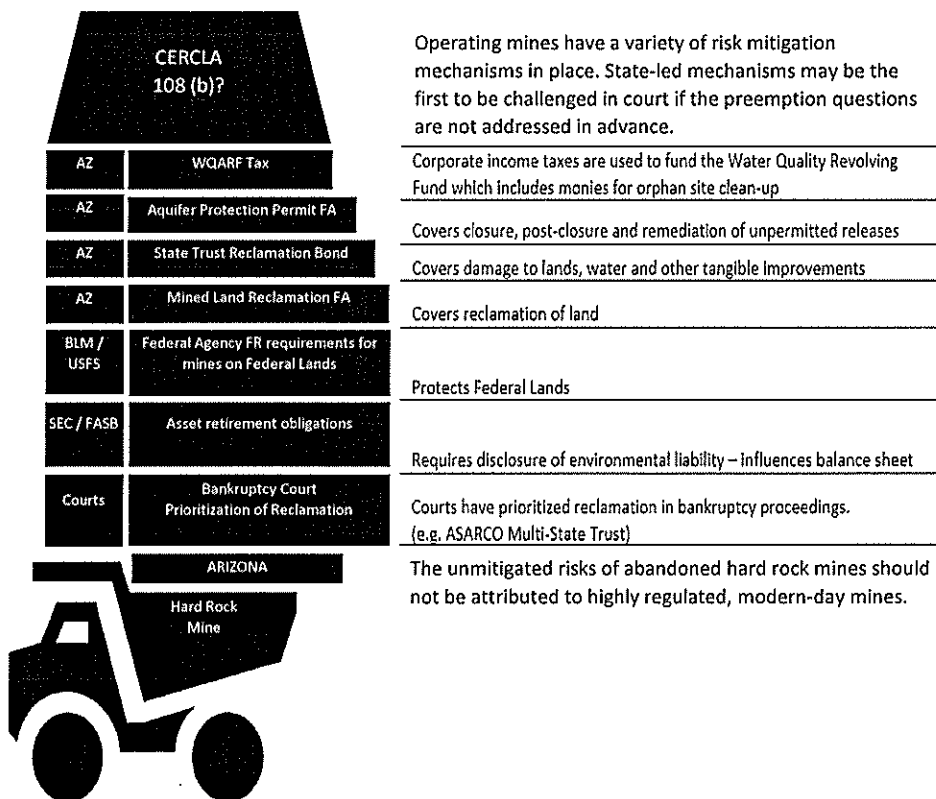 CERCLA
108 (b)?
Operating mines have a variety of risk mitigation
mechanisms in place. State-led mechanisms may be the
first to be challenged in court if the preemption questions
are not addressed in advance.
AZ
WQARF Tax
Corporate income taxes are used to fund the Water Quality Revolving
Fund which includes monies for orphan site clean-up
AZ
Aquifer Protection Permit FA
Covers closure, post-closure and remediation of unpermitted releases
AZ
State Trust Reclamation Bond
Covers damage to lands, water and other tangible improvements
AZ
Mined Land Reclamation FA
Covers reclamation of land
BLM /
USFS
Federal Agency FR requirements for
mines on Federal Lands
Protects Federal Lands
SEC / FASB
Asset retirement obligations
Requires disclosure of environmental liability – influences balance sheet
Courts
Bankruptcy Court
Prioritization of Reclamation
Courts have prioritized reclamation in bankruptcy proceedings.
(e.g. ASARCO Multi-State Trust)
ARIZONA
Hard Rock
Mine
The unmitigated risks of abandoned hard rock mines should
not be attributed to highly regulated, modern-day mines.